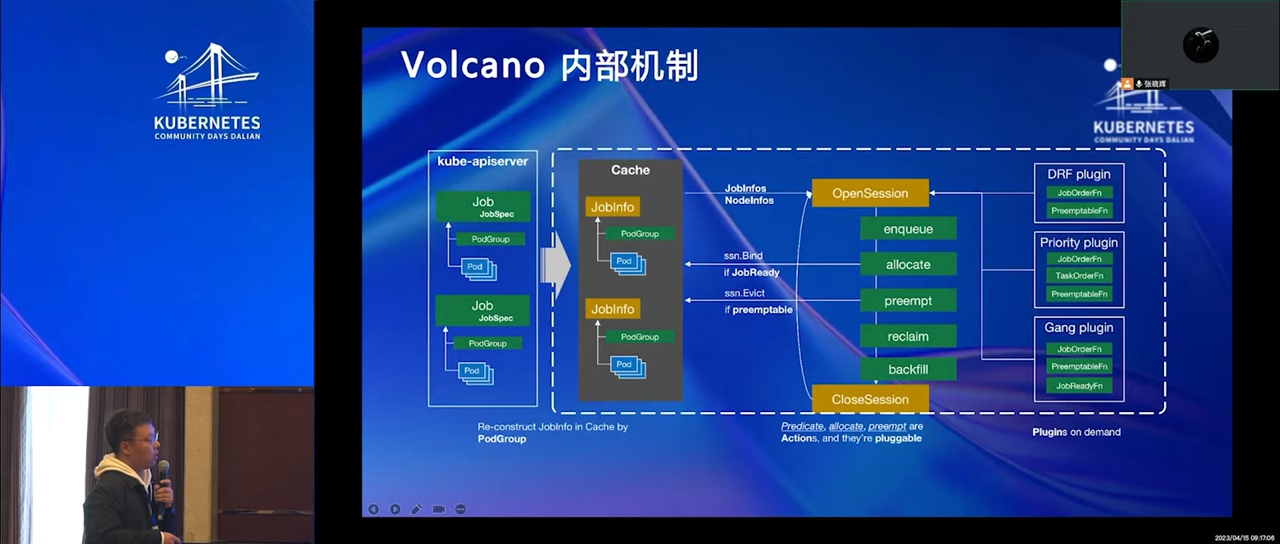 KUBERNETES
COMMUNITY DAYS DALIAN
Volcano 内部机制
张晓辉
KUBERNETES
COMMUNITY DAYS DALIAN
kube-apiserver
Job
JobSpec
PodGroup
Pod
Job
JobSpec
PodGroup
Pod
Cache
JobInfo
PodGroup
Pod
JobInfo
PodGroup
Pod
Re-construct JobInfo in Cache by
PodGroup
JobInfos
NodeInfos
ssn.Bind
if JobReady
ssn.Evict
if preemptable
OpenSession
enqueue
allocate
preempt
reclaim
backfill
CloseSession
Predicate, allocate, preempt are
Actions, and they're pluggable
DRF plugin
JobOrderFn
PreemptableFn
Priority plugin
JobOrderFn
TaskOrderFn
PreemptableFn
Gang plugin
JobOrderFn
PreemptableFn
JobReadyFn
Plugins on demand
2023/04/15 09:17:06